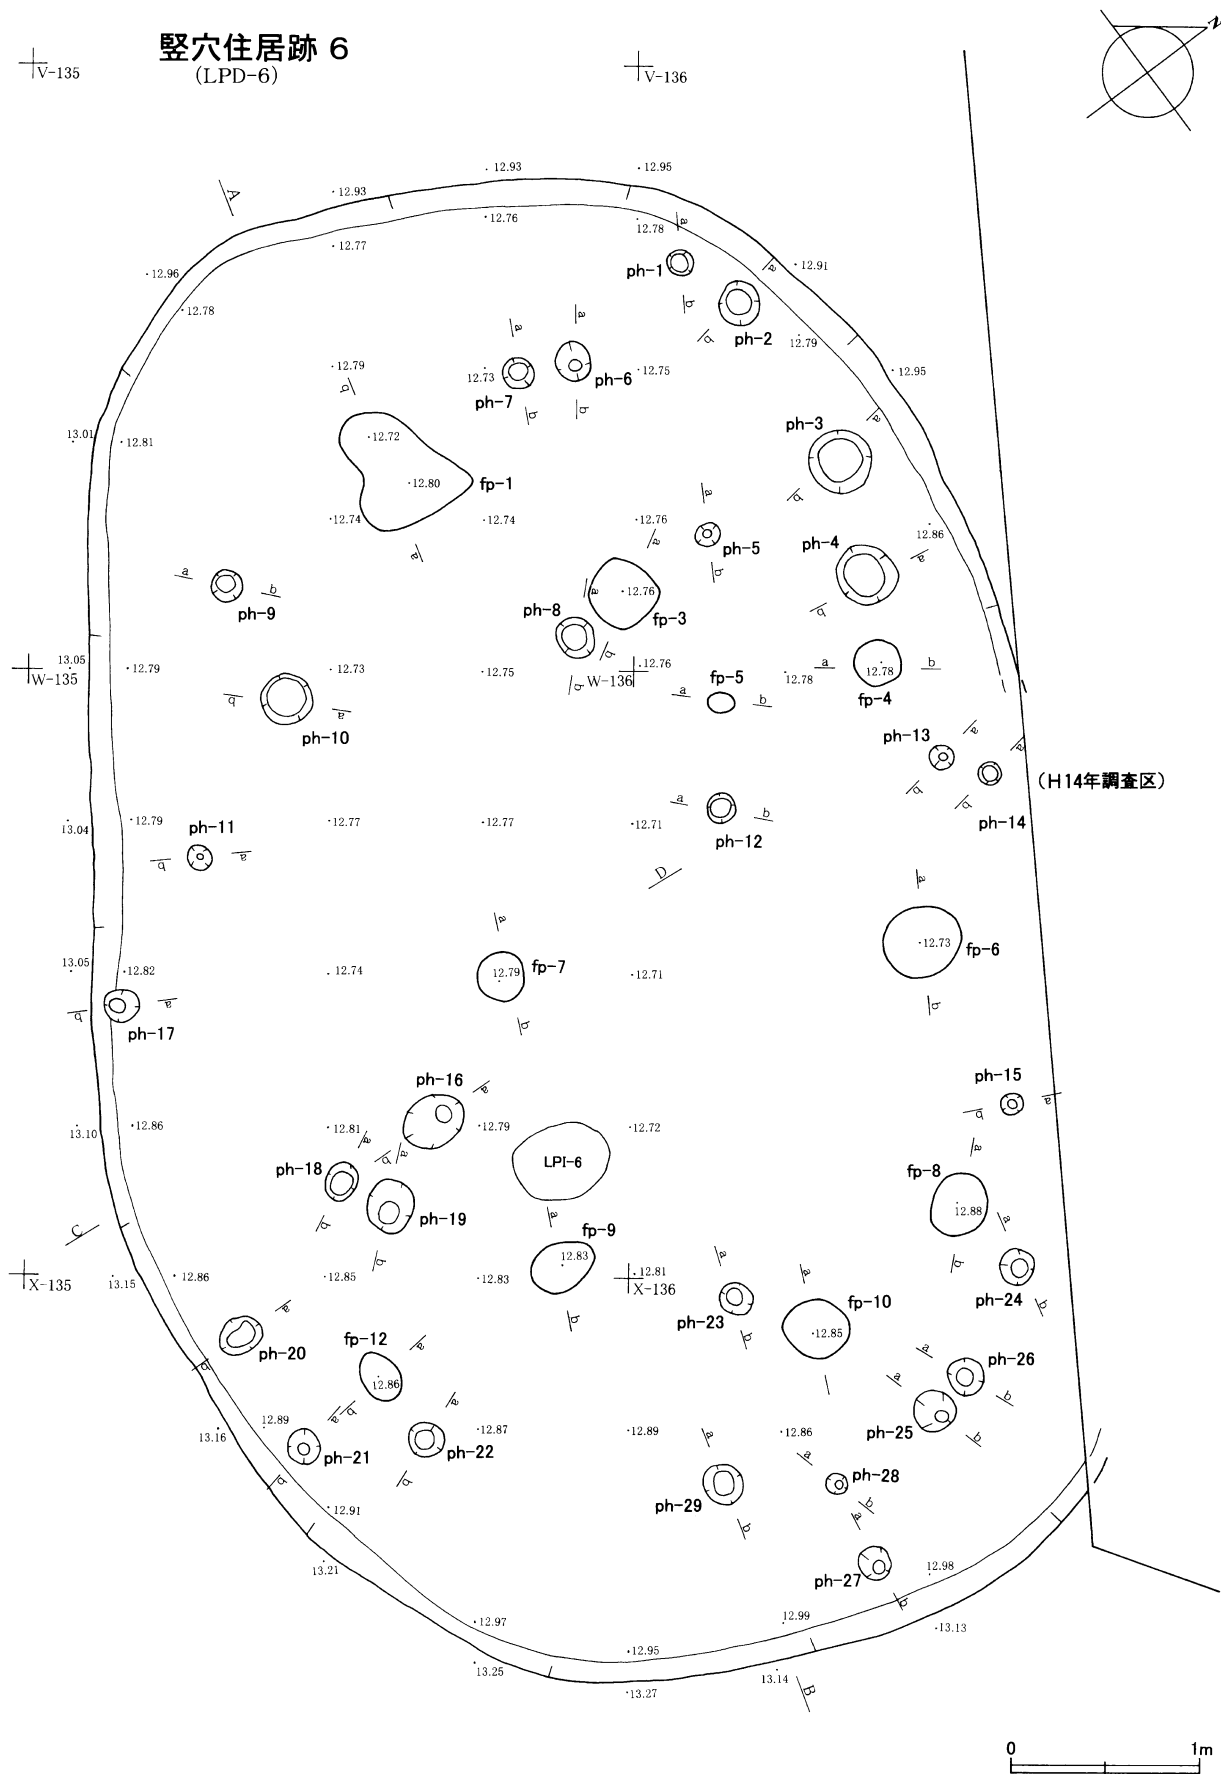 竪穴住居跡 6
(LPD-6)
N
V-135
V-136
12.93
12.95
12.93
A
12.76
12.78
a
12.77
ph-1
a
12.91
12.96
12.78
b
ph-2
b
12.79
a
a
12.79
12.73
12.75
12.95
ph-7
ph-6
b
b
b
a
ph-3
13.01
12.81
12.72
12.80
fp-1
a
b
12.74
12.74
12.76
a
ph-5
ph-4
12.86
a
a
b
a
b
ph-9
a
12.76
b
b
ph-8
fp-3
b
b
13.05
W-135
12.79
12.73
12.75
12.76
W-136
12.78
a
12.78
b
fp-4
fp-5
a
b
b
a
ph-10
ph-13
a
a
b
b
ph-14
(H14年調査区)
13.04
12.79
12.77
12.77
12.71
a
b
ph-12
ph-11
b
a
D
a
a
12.73
fp-6
b
13.05
12.82
12.74
12.79
fp-7
12.71
b
b
a
ph-17
ph-16
a
b
ph-15
b
a
13.10
12.86
12.81
12.79
12.72
a
a
LPI-6
a
ph-18
b
ph-19
b
fp-8
12.88
a
b
C
a
fp-9
12.83
b
X-135
13.15
12.86
12.85
12.83
12.81
X-136
a
ph-23
b
a
fp-10
12.85
ph-24
b
a
ph-20
b
fp-12
a
12.86
b
a
ph-26
b
a
ph-25
b
13.16
12.89
a
ph-21
b
a
ph-22
b
12.87
12.89
12.86
a
ph-29
b
a
ph-28
b
12.91
a
ph-27
b
13.21
12.98
12.97
12.99
13.13
12.95
13.25
13.14
13.27
B
0
1m